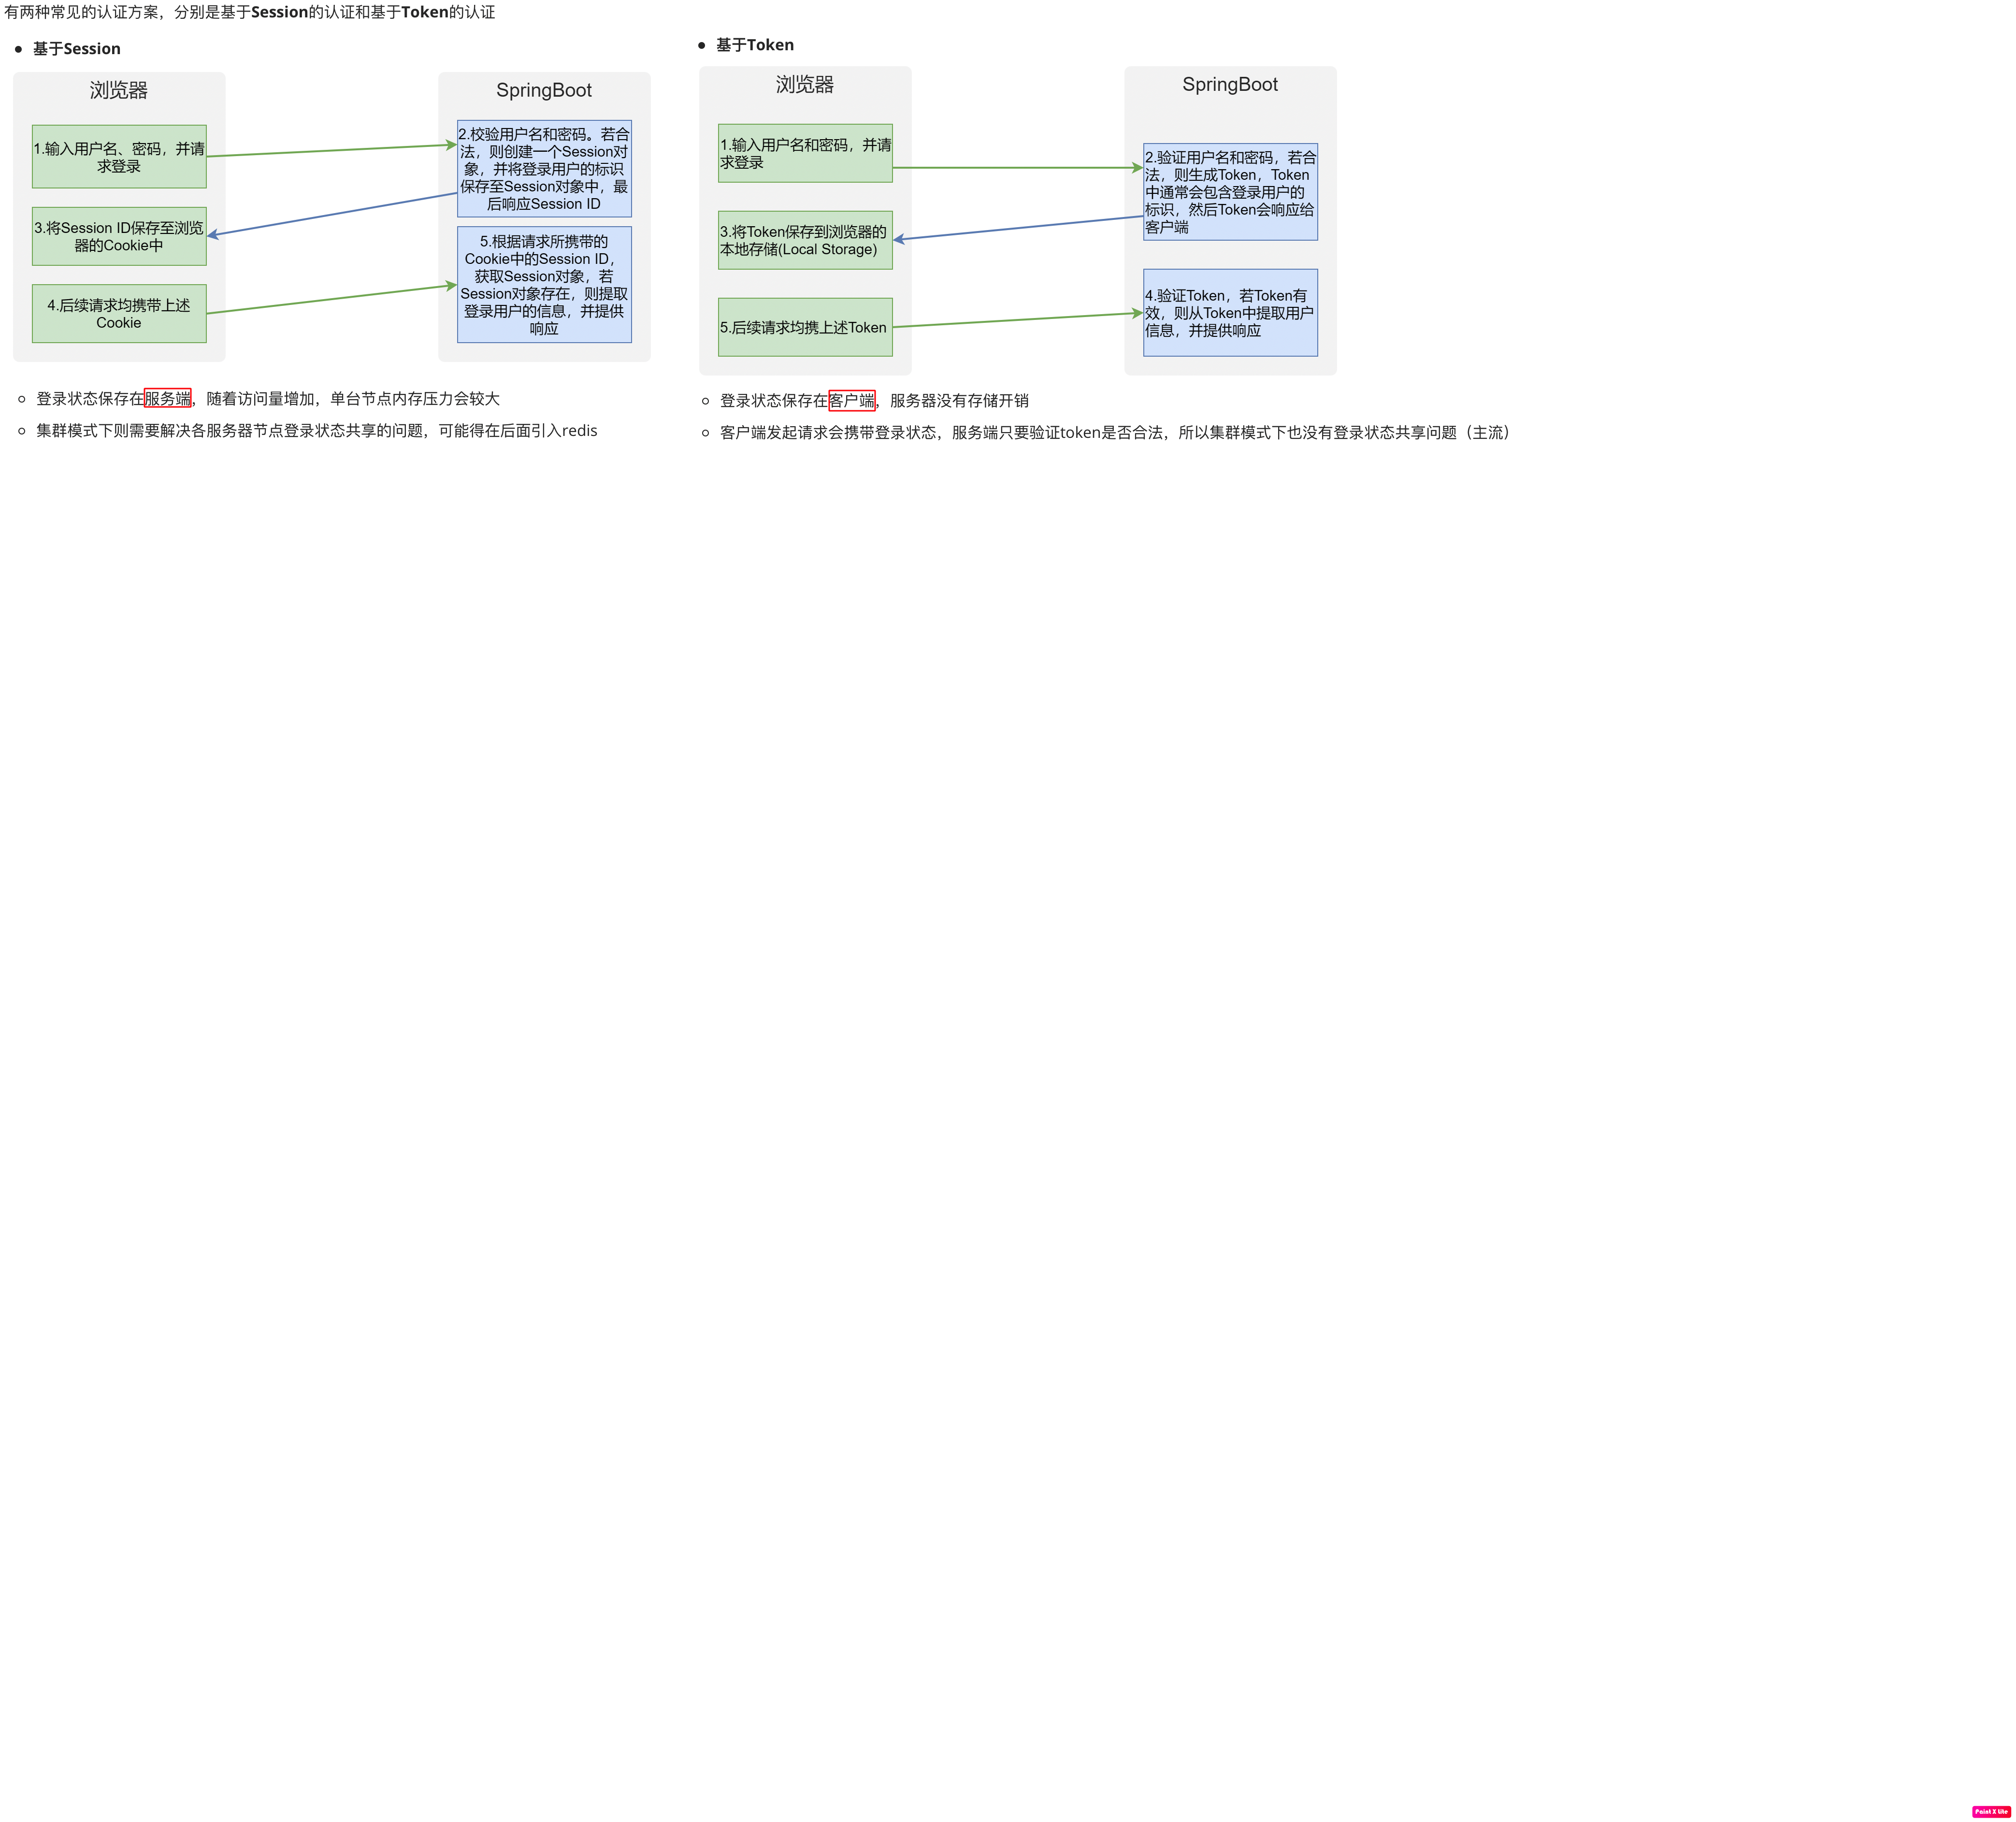 有两种常见的认证方案，分别是基于Session的认证和基于Token的认证
● 基于Session
浏览器
SpringBoot
1.输入用户名、密码，并请
求登录
2.校验用户名和密码。若合
法，则创建一个Session对
象，并将登录用户的标识
保存至Session对象中，最
后响应Session ID
3.将Session ID保存至浏览
器的Cookie中
4.后续请求均携带上述
Cookie
5.根据请求所携带的
Cookie中的Session ID，
获取Session对象，若
Session对象存在，则提取
登录用户的信息，并提供
响应
○ 登录状态保存在服务端，随着访问量增加，单台节点内存压力会较大
○ 集群模式下则需要解决各服务器节点登录状态共享的问题，可能得在后面引入redis
● 基于Token
浏览器
SpringBoot
1.输入用户名和密码，并请
求登录
2.验证用户名和密码，若合
法，则生成Token，Token
中通常会包含登录用户的
标识，然后Token会响应给
客户端
3.将Token保存到浏览器的
本地存储(Local Storage)
4.验证Token，若Token有
效，则从Token中提取用户
信息，并提供响应
5.后续请求均携上述Token
○ 登录状态保存在客户端，服务器没有存储开销
○ 客户端发起请求会携带登录状态，服务端只要验证token是否合法，所以集群模式下也没有登录状态共享问题（主流）
Paint X Lite